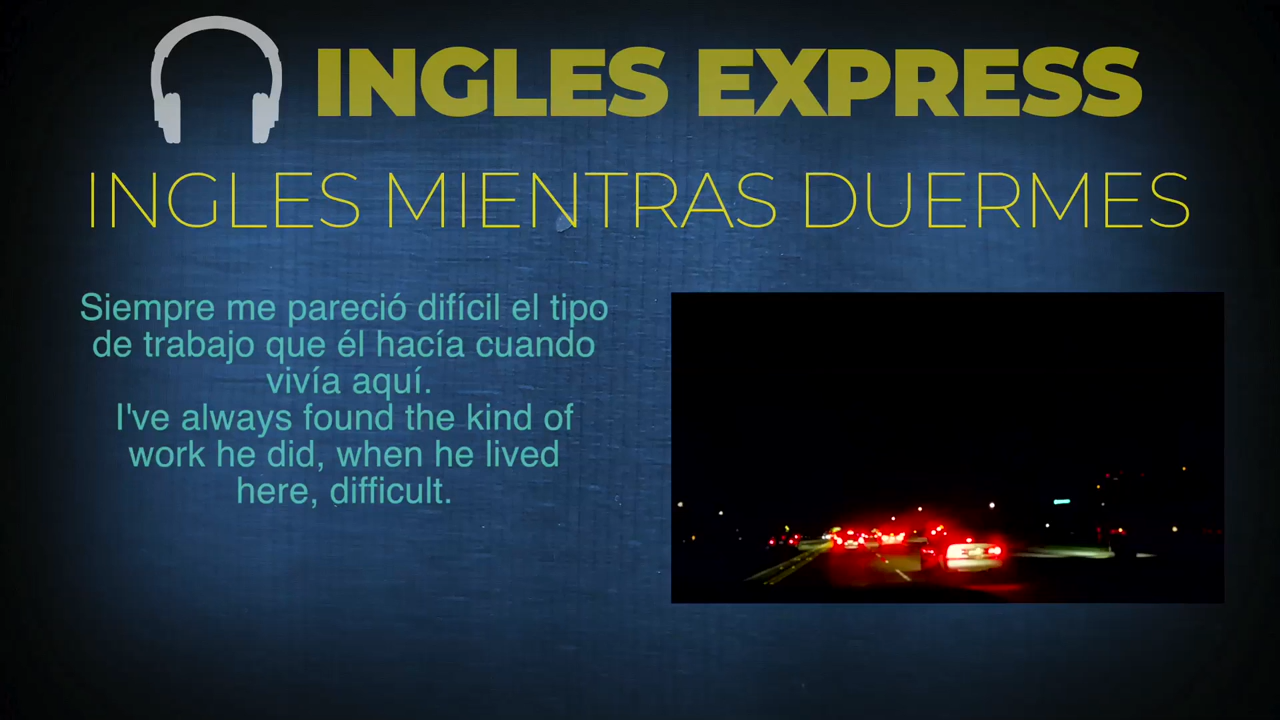 INGLES EXPRESS
INGLES MIENTRAS DUERMES
Siempre me pareció difícil el tipo
de trabajo que él hacía cuando
vivía aquí.
I've always found the kind of
work he did, when he lived
here, difficult.